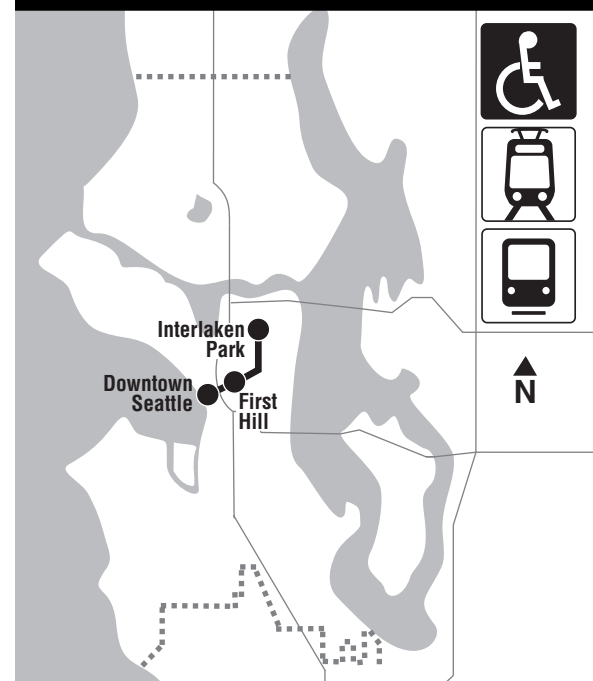 Interlaken
Park
Downtown
Seattle
First
Hill
N